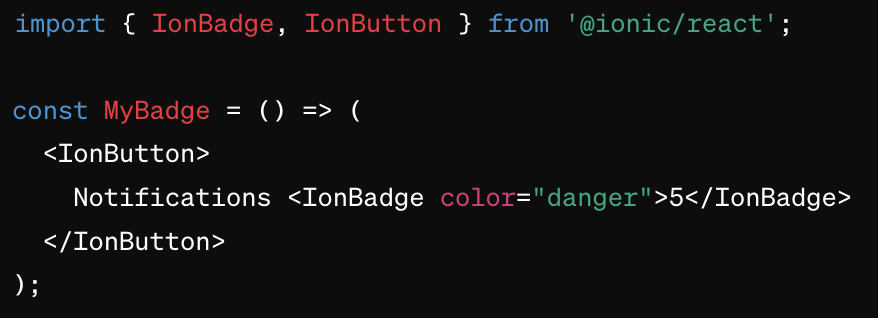 import { IonBadge, IonButton } from '@ionic/react';
const MyBadge = () => (
<IonButton>
Notifications <IonBadge color="danger">5</IonBadge>
</IonButton>
);